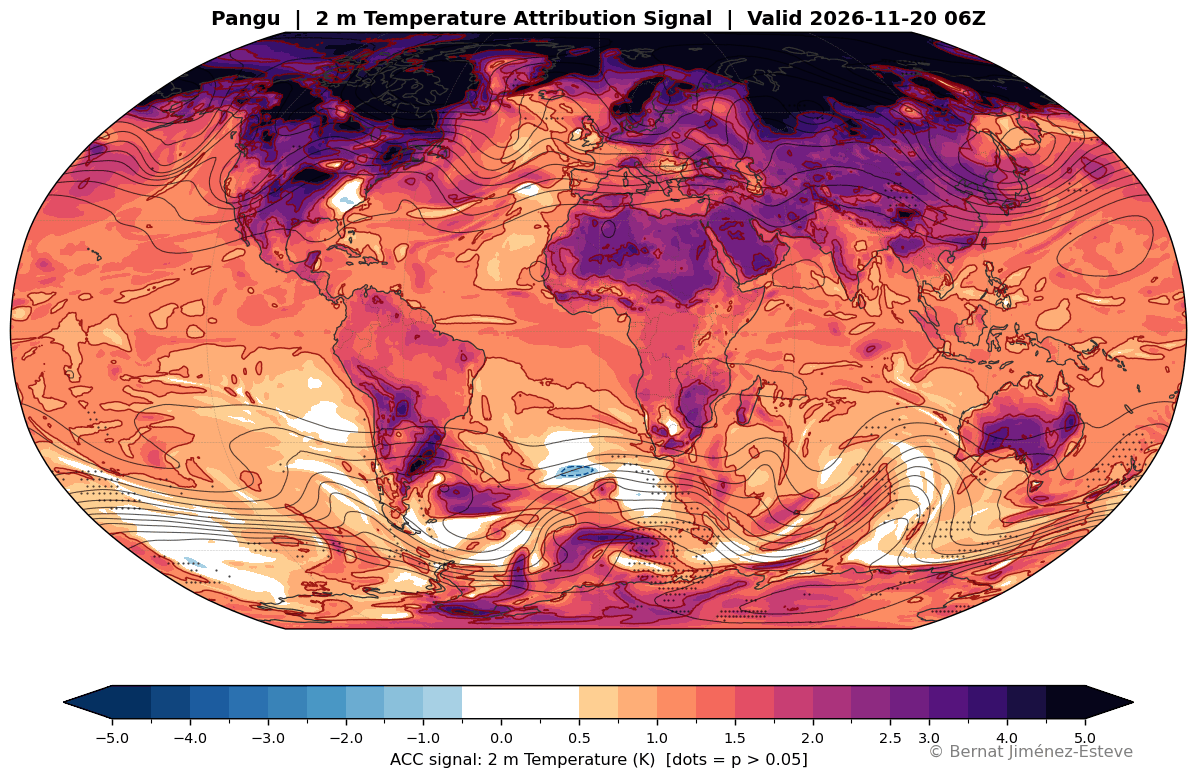 Pangu | 2 m Temperature Attribution Signal | Valid 2026-11-20 06Z
−5.0 −4.0 −3.0 −2.0 −1.0 0.0 0.5 1.0 1.5 2.0 2.5 3.0 4.0 5.0
ACC signal: 2 m Temperature (K) [dots = p > 0.05]
© Bernat Jiménez-Esteve